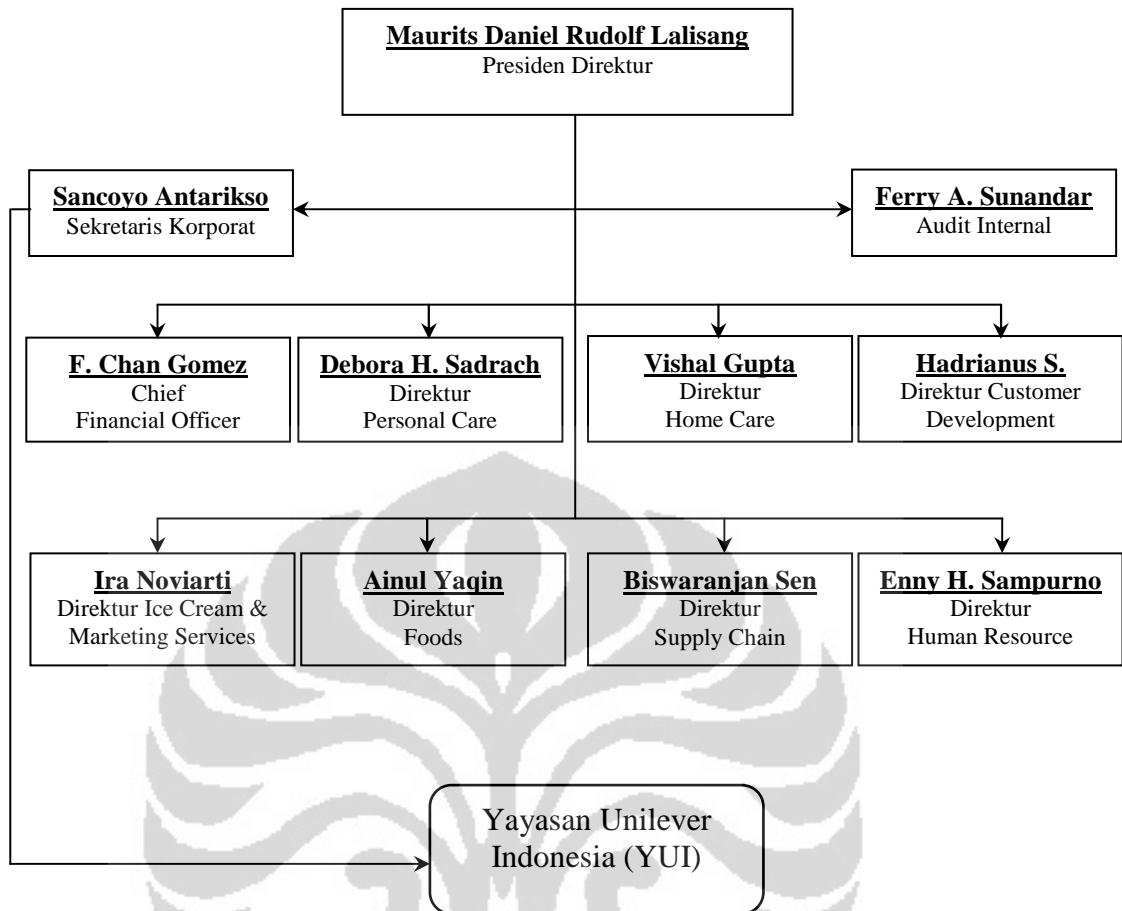 Maurits Daniel Rudolf Lalisang
Presiden Direktur
Sancoyo Antarikso
Sekretaris Korporat
Ferry A. Sunandar
Audit Internal
F. Chan Gomez
Chief
Financial Officer
Debora H. Sadrach
Direktur
Personal Care
Vishal Gupta
Direktur
Home Care
Hadrianus S.
Direktur Customer
Development
Ira Noviarti
Direktur Ice Cream &
Marketing Services
Ainul Yaqin
Direktur
Foods
Biswaranjan Sen
Direktur
Supply Chain
Enny H. Sampurno
Direktur
Human Resource
Yayasan Unilever
Indonesia (YUI)